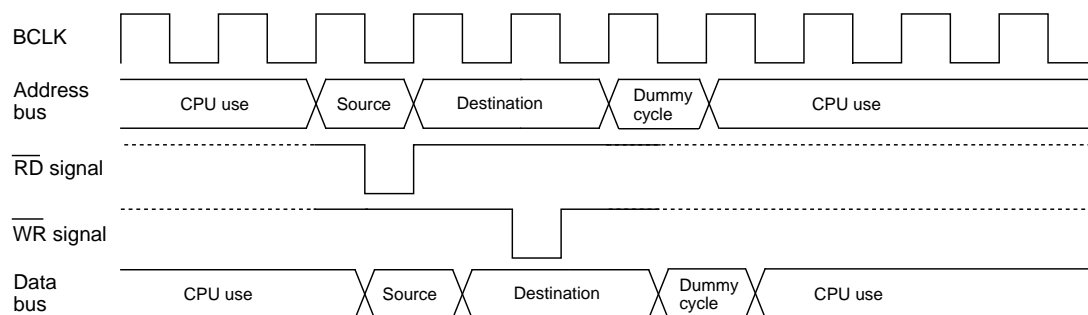 BCLK
Address
bus
CPU use
Source
Destination
Dummy
cycle
CPU use
RD signal
WR signal
Data
bus
CPU use
Source
Destination
Dummy
cycle
CPU use